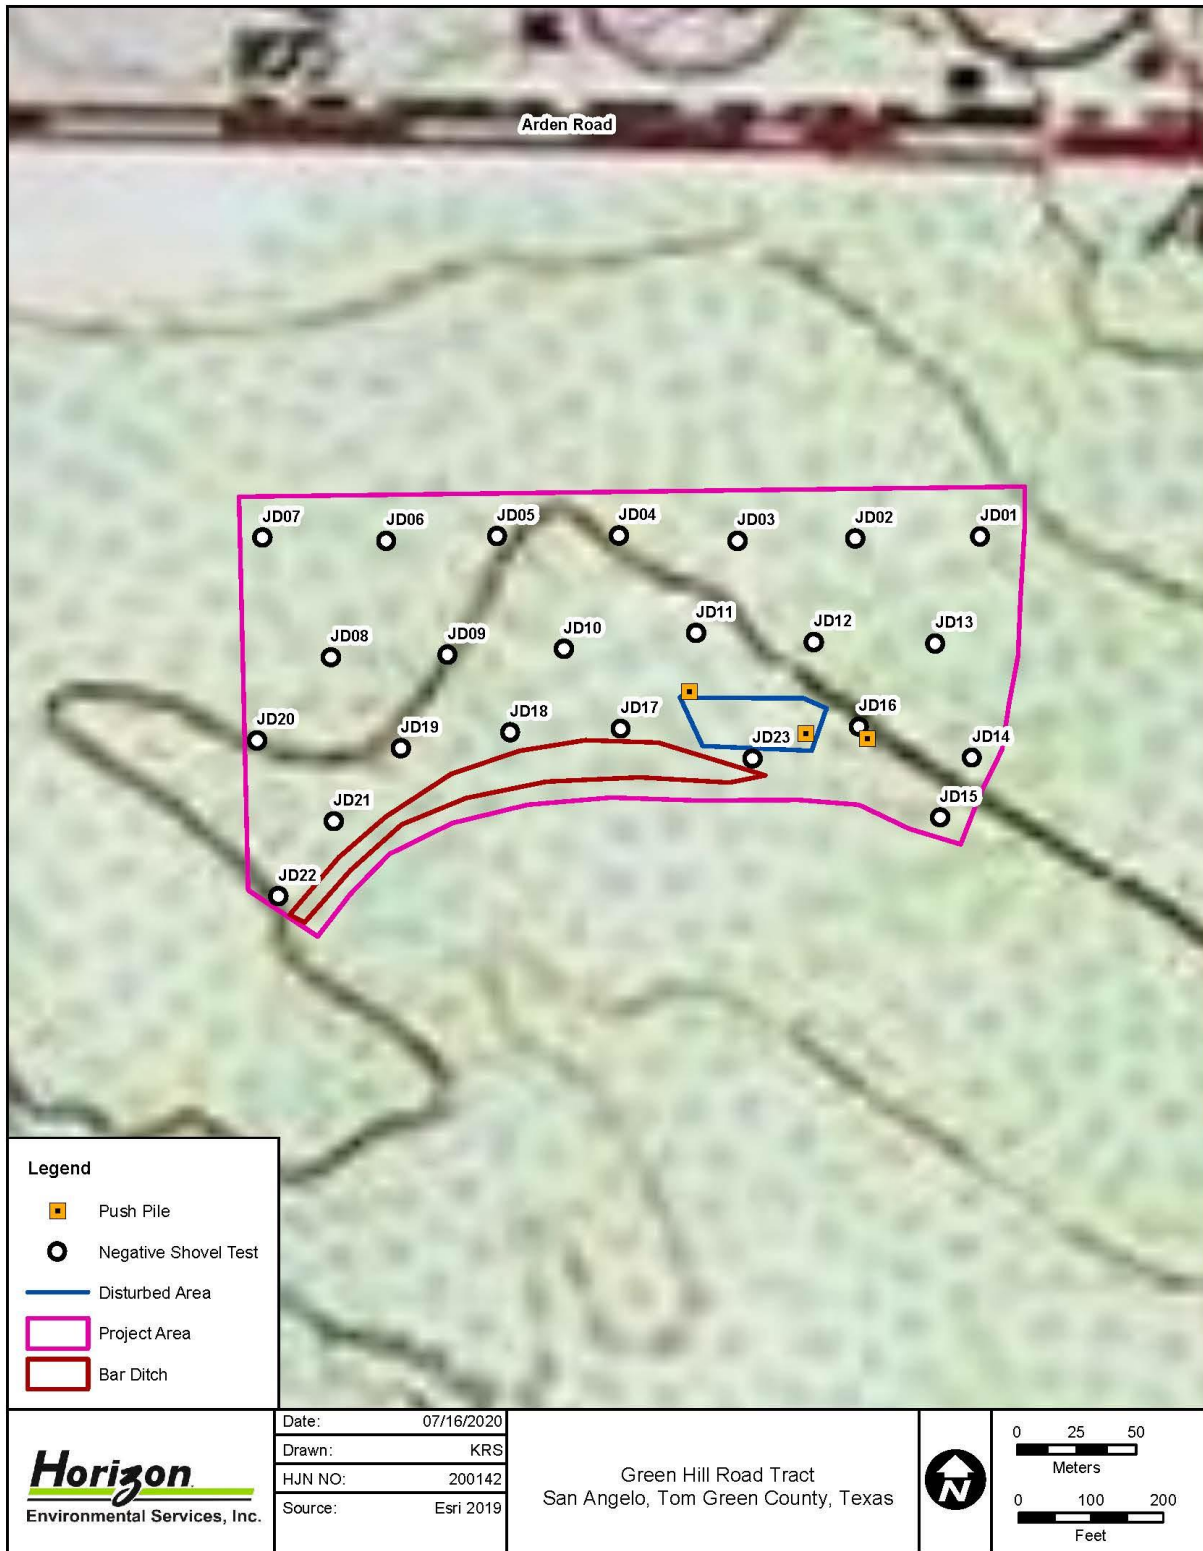 Arden Road
JD07
JD06
JD05
JD04
JD03
JD02
JD01
JD08
JD09
JD10
JD11
JD12
JD13
JD20
JD19
JD18
JD17
JD23
JD16
JD14
JD21
JD15
JD22
Legend
Push Pile
Negative Shovel Test
Disturbed Area
Project Area
Bar Ditch
Horizon
Environmental Services, Inc.
Date: 07/16/2020
Drawn: KRS
HJN NO: 200142
Source: Esri 2019
Green Hill Road Tract
San Angelo, Tom Green County, Texas
N
0 25 50
Meters
0 100 200
Feet